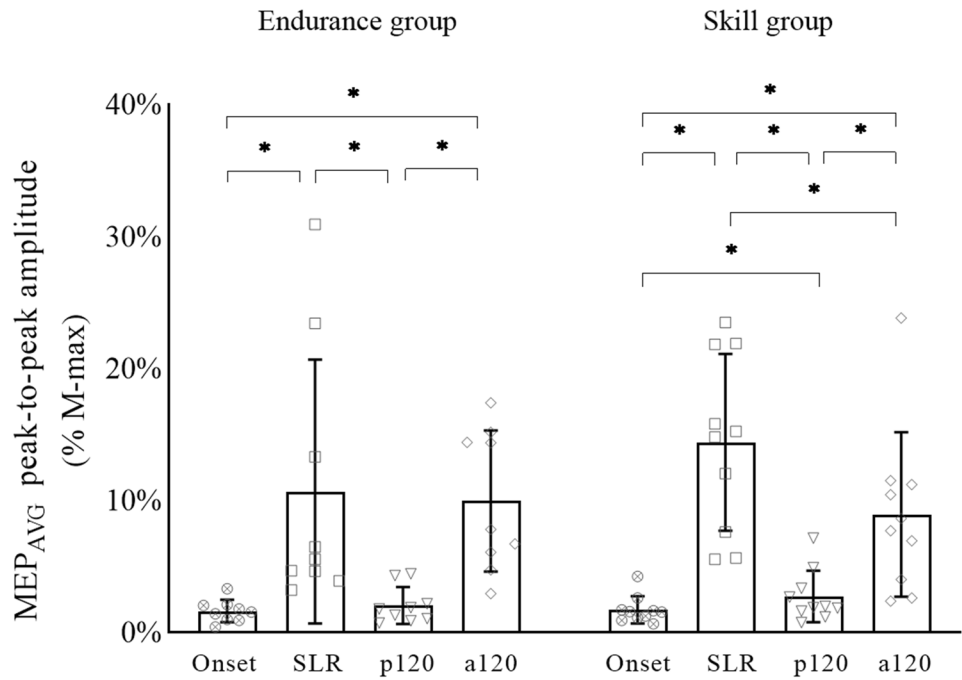 Endurance group
Skill group
MEPAVG peak-to-peak amplitude
(% M-max)
40%
30%
20%
10%
0%
* * * *
* * * * * *
Onset SLR p120 a120
Onset SLR p120 a120